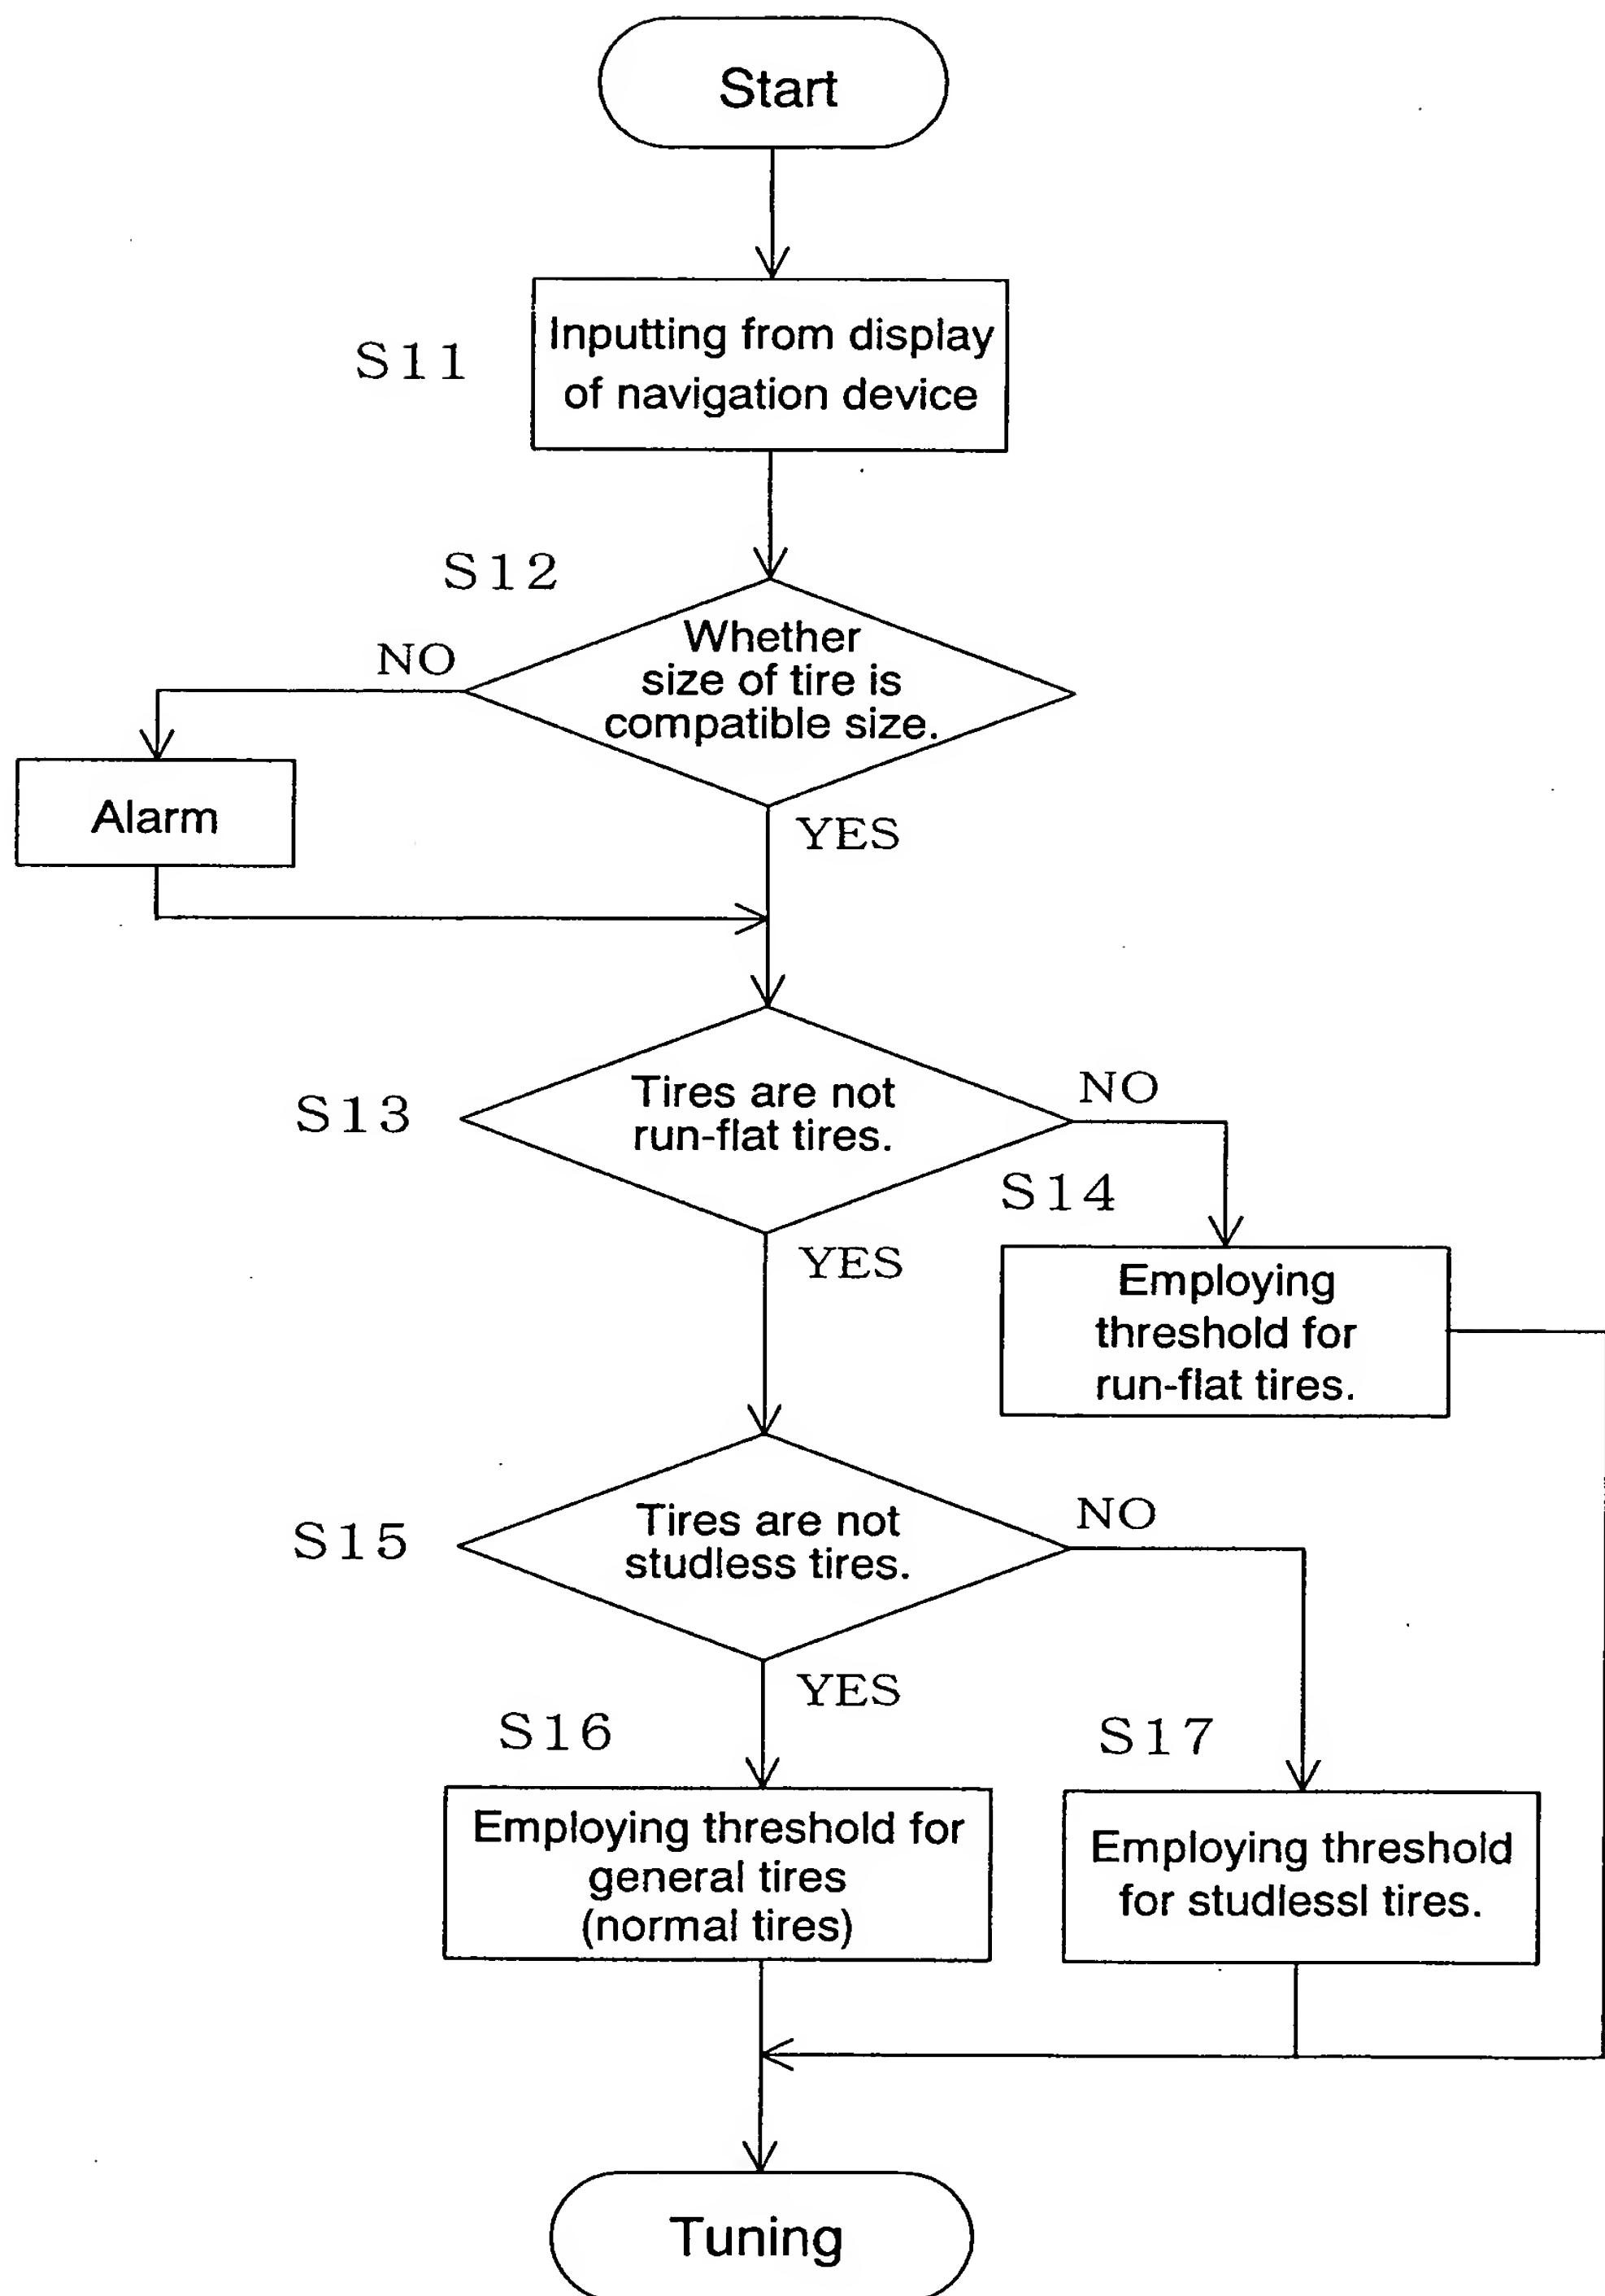 Start
S11
Inputting from display
of navigation device
S12
Whether
size of tire is
compatible size.
NO
Alarm
YES
S13
Tires are not
run-flat tires.
NO
S14
YES
Employing
threshold for
run-flat tires.
S15
Tires are not
studless tires.
NO
YES
S16
S17
Employing threshold for
general tires
(normal tires)
Employing threshold
for studlessl tires.
Tuning